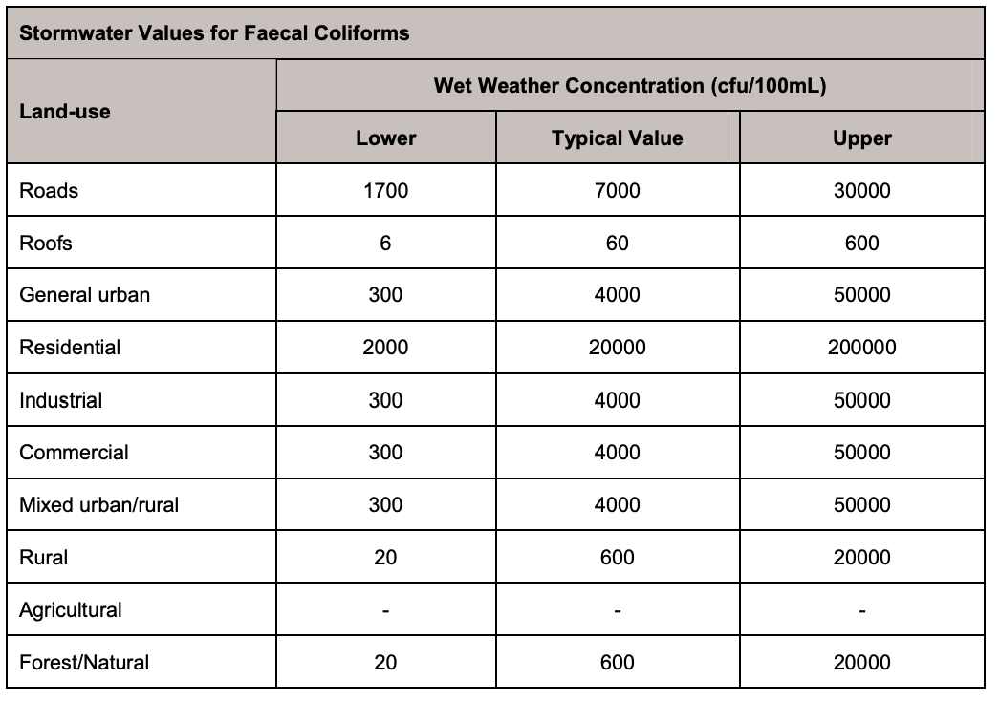 Stormwater Values for Faecal Coliforms
Land-use
Wet Weather Concentration (cfu/100mL)
Lower Typical Value Upper
Roads 1700 7000 30000
Roofs 6 60 600
General urban 300 4000 50000
Residential 2000 20000 200000
Industrial 300 4000 50000
Commercial 300 4000 50000
Mixed urban/rural 300 4000 50000
Rural 20 600 20000
Agricultural - - -
Forest/Natural 20 600 20000